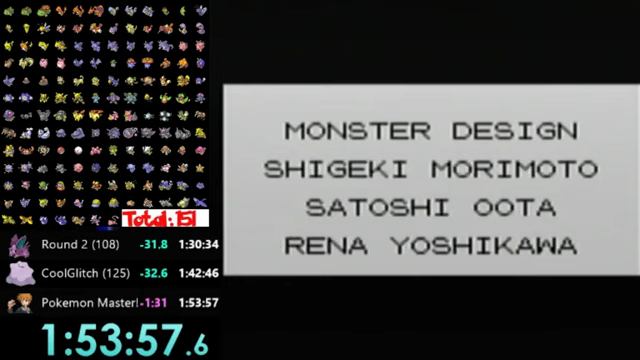 Total: 151
Round 2 (108) -31.8 1:30:34
CoolGlitch (125) -32.6 1:42:46
Pokemon Master! -1:31 1:53:57
1:53:57.6
MONSTER DESIGN
SHIGEKI MORIMOTO
SATOSHI OOTA
RENA YOSHIKAWA